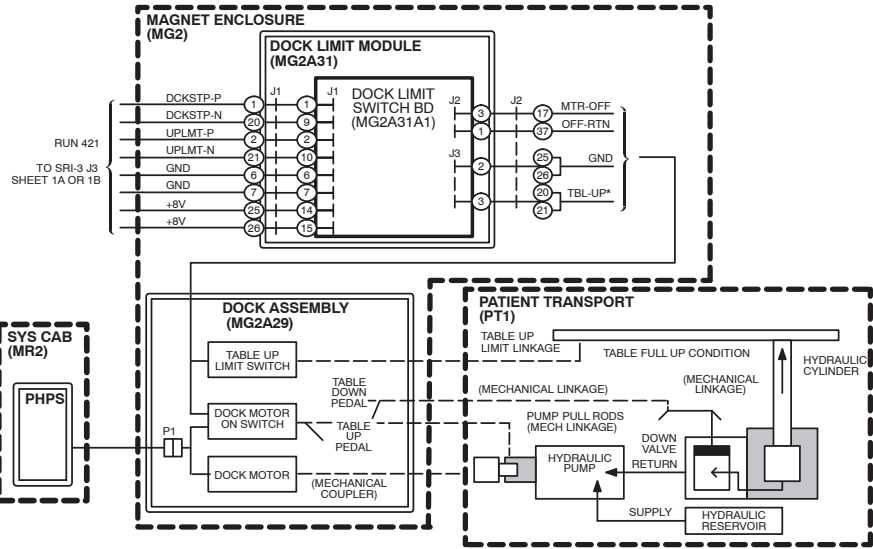 MAGNET ENCLOSURE
(MG2)
DOCK LIMIT MODULE
(MG2A31)
DOCK LIMIT
SWITCH BD
(MG2A31A1)
J1
J1
J2
J2
J3
DCKSTP-P
1
1
DCKSTP-N
20
9
UPLMT-P
2
2
UPLMT-N
21
10
GND
6
6
GND
7
7
+8V
25
14
+8V
26
15
RUN 421
TO SRI-3 J3
SHEET 1A OR 1B
3
17
MTR-OFF
1
37
OFF-RTN
2
25
26
GND
3
20
21
TBL-UP*
DOCK ASSEMBLY
(MG2A29)
TABLE UP
LIMIT SWITCH
DOCK MOTOR
ON SWITCH
DOCK MOTOR
P1
TABLE
DOWN
PEDAL
TABLE
UP
PEDAL
(MECHANICAL
COUPLER)
SYS CAB
(MR2)
PHPS
PATIENT TRANSPORT
(PT1)
TABLE UP
LIMIT LINKAGE
TABLE FULL UP CONDITION
HYDRAULIC
CYLINDER
(MECHANICAL LINKAGE)
(MECHANICAL
LINKAGE)
PUMP PULL RODS
(MECH LINKAGE)
DOWN
VALVE
HYDRAULIC
PUMP
RETURN
SUPPLY
HYDRAULIC
RESERVOIR